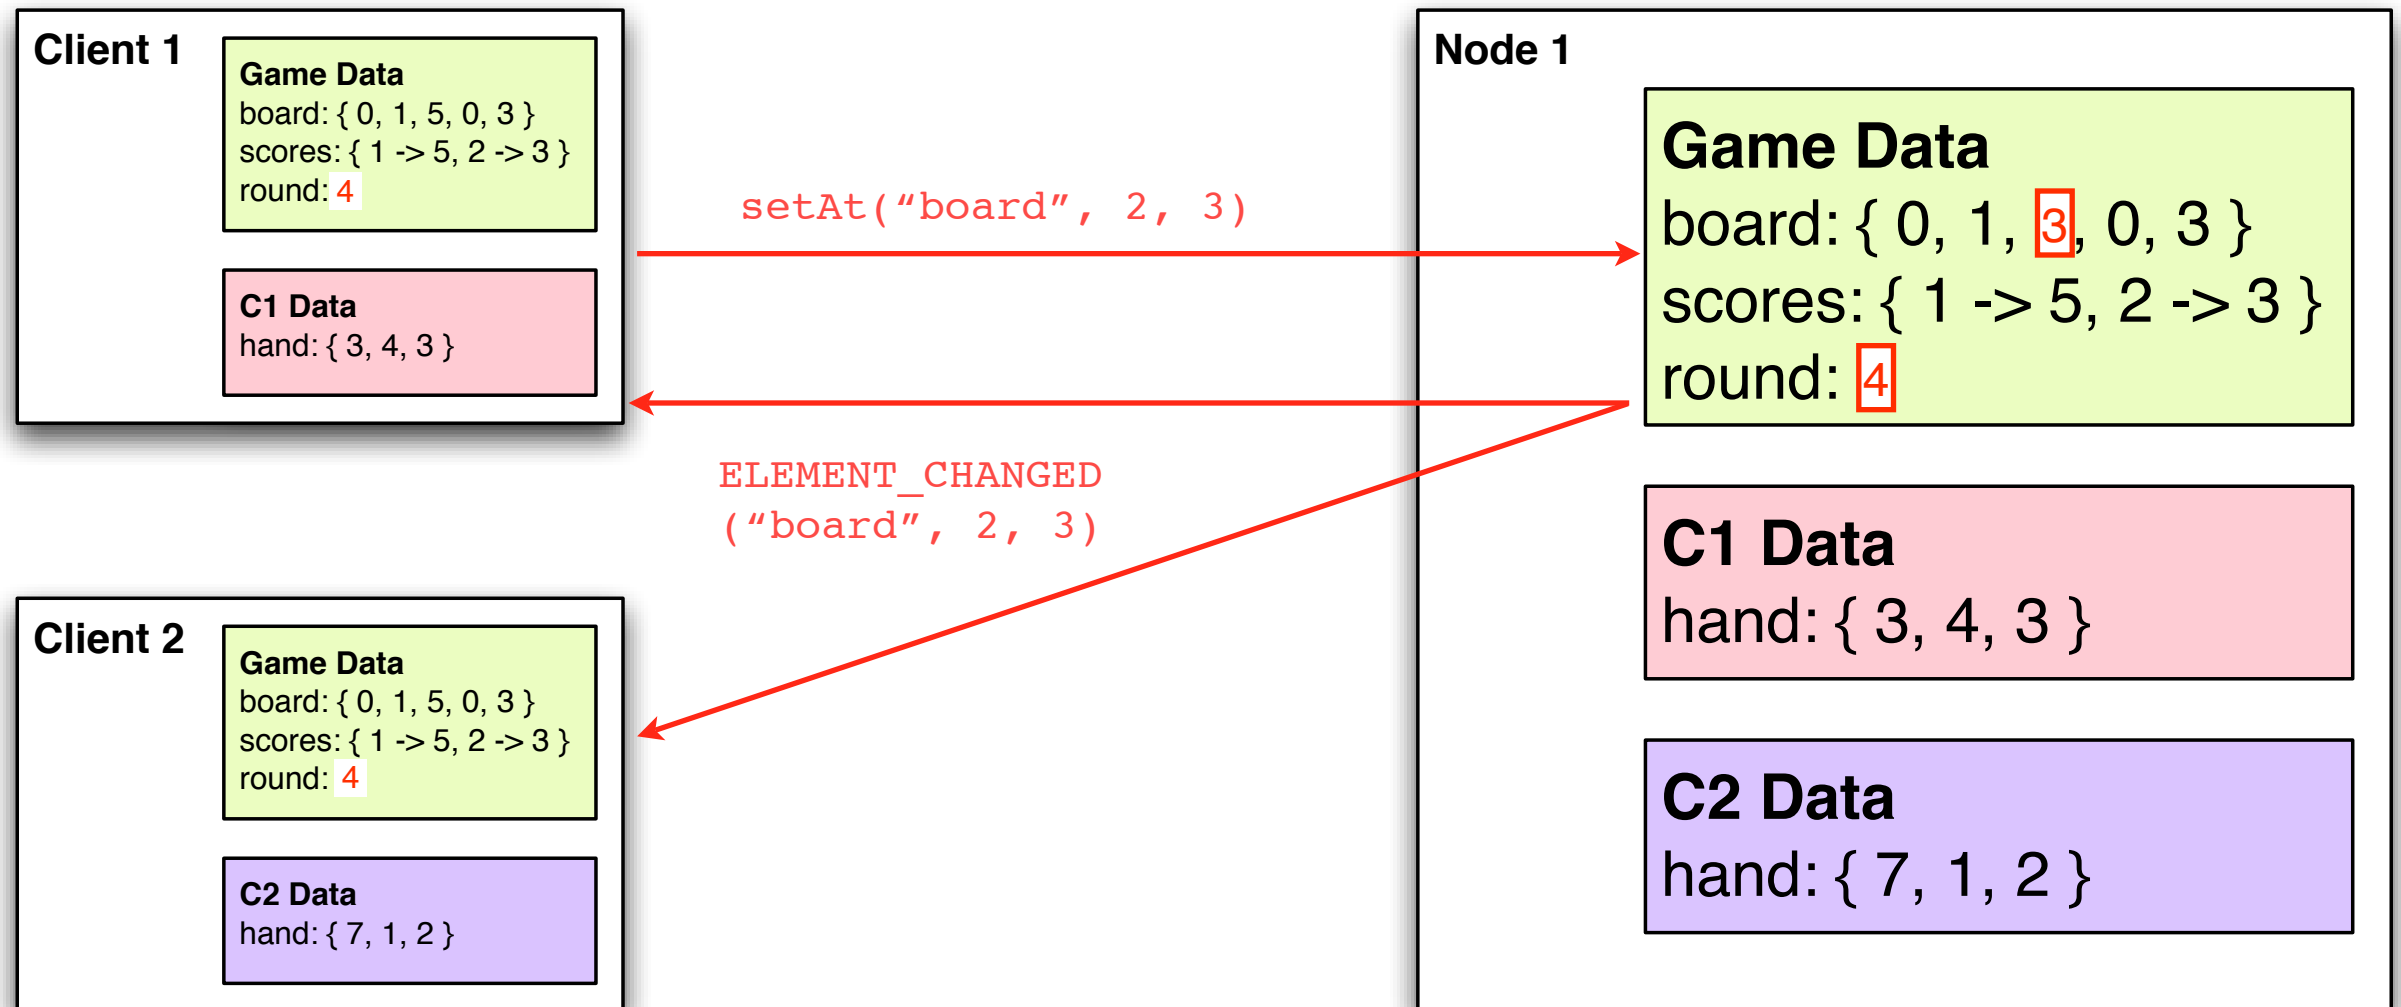 Client 1
Game Data
board: { 0, 1, 5, 0, 3 }
scores: { 1 -> 5, 2 -> 3 }
round: 4
C1 Data
hand: { 3, 4, 3 }
setAt(“board”, 2, 3)
ELEMENT_CHANGED
(“board”, 2, 3)
Client 2
Game Data
board: { 0, 1, 5, 0, 3 }
scores: { 1 -> 5, 2 -> 3 }
round: 4
C2 Data
hand: { 7, 1, 2 }
Node 1
Game Data
board: { 0, 1, 3, 0, 3 }
scores: { 1 -> 5, 2 -> 3 }
round: 4
C1 Data
hand: { 3, 4, 3 }
C2 Data
hand: { 7, 1, 2 }